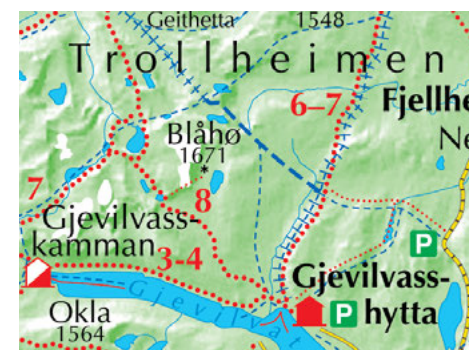 Geithetta 1548
Trollheimen
6–7
Fjellhe
Ne
Blåhø
1671
7
8
Gjevilvass-
kamman
3-4
P
Gjevilvat
Gjevilvass-
hytta
P
Okla
1564